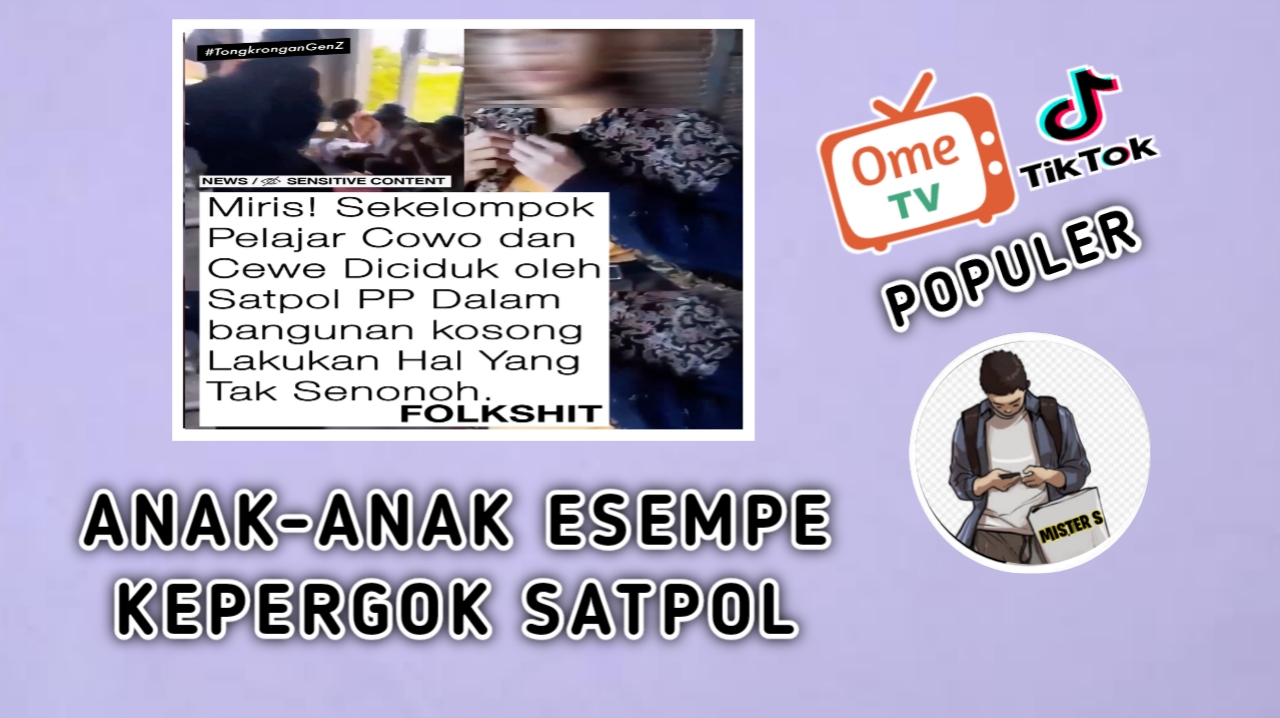 #TongkronganGenZ
NEWS / SENSITIVE CONTENT
Miris! Sekelompok
Pelajar Cowo dan
Cewe Diciduk oleh
Satpol PP Dalam
bangunan kosong
Lakukan Hal Yang
Tak Senonoh.
FOLKSHIT
Ome
TV
TikTok
POPULER
MISTER S
ANAK-ANAK ESEMPE
KEPERGOK SATPOL